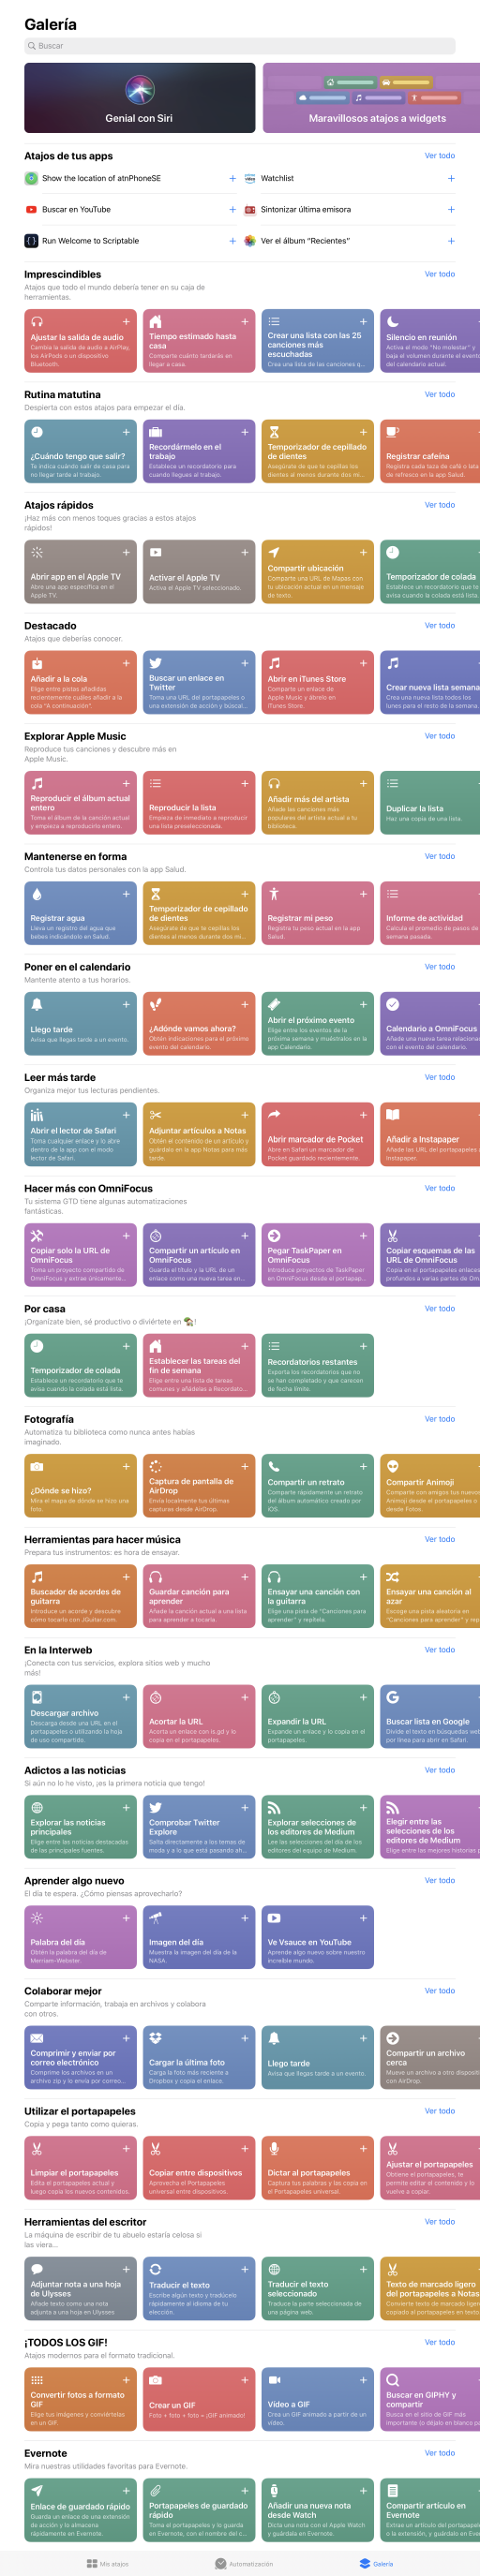 Galería
Buscar
Genial con Siri
Maravillosos atajos a widgets
Atajos de tus apps
Ver todo
Show the location of atnPhoneSE
Watchlist
Buscar en YouTube
Sintonizar última emisora
Run Welcome to Scriptable
Ver el álbum "Recientes"
Imprescindibles
Ver todo
Atajos que todo el mundo debería tener en su caja de
herramientas.
Ajustar la salida de audio
Cambia la salida de audio a AirPlay,
los AirPods o un dispositivo
Bluetooth.
Tiempo estimado hasta
casa
Comparte cuánto tardarás en
llegar a casa.
Crear una lista con las 25
canciones más
escuchadas
Crea una lista de las canciones q...
Silencio en reunión
Activa el modo "No molestar" y
baja el volumen durante el evento
del calendario actual.
Rutina matutina
Ver todo
Despierta con estos atajos para empezar el día.
¿Cuándo tengo que salir?
Te indica cuándo salir de casa para
no llegar tarde al trabajo.
Recordármelo en el
trabajo
Establece un recordatorio para
cuando llegues al trabajo.
Temporizador de cepillado
de dientes
Asegúrate de que te cepillas los
dientes al menos durante dos mi...
Registrar cafeína
Registra cada taza de café o lata
de refresco en la app Salud.
Atajos rápidos
Ver todo
¡Haz más con menos toques gracias a estos atajos
rápidos!
Abrir app en el Apple TV
Abre una app específica en el
Apple TV.
Activar el Apple TV
Activa el Apple TV seleccionado.
Compartir ubicación
Comparte una URL de Mapas con
tu ubicación actual en un mensaje
de texto.
Temporizador de colada
Establece un recordatorio que te
avisa cuando la colada está lista.
Destacado
Ver todo
Atajos que deberías conocer.
Añadir a la cola
Elige entre pistas añadidas
recientemente cuáles añadir a la
cola "A continuación".
Buscar un enlace en
Twitter
Toma una URL del portapapeles o
una extensión de acción y búscal...
Abrir en iTunes Store
Comparte un enlace de
Apple Music y ábrelo en
iTunes Store.
Crear nueva lista semana
Crea una nueva lista todos los
lunes para el resto de la semana.
Explorar Apple Music
Ver todo
Reproduce tus canciones y descubre más en
Apple Music.
Reproducir el álbum actual
entero
Toma el álbum de la canción actual
y empieza a reproducirlo entero.
Reproducir la lista
Empieza de inmediato a reproducir
una lista preseleccionada.
Añadir más del artista
Añade las canciones más
populares del artista actual a tu
biblioteca.
Duplicar la lista
Haz una copia de una lista.
Mantenerse en forma
Ver todo
Controla tus datos personales con la app Salud.
Registrar agua
Lleva un registro del agua que
bebes indicándolo en Salud.
Temporizador de cepillado
de dientes
Asegúrate de que te cepillas los
dientes al menos durante dos mi...
Registrar mi peso
Registra tu peso actual en la app
Salud.
Informe de actividad
Calcula el promedio de pasos de
semana pasada.
Poner en el calendario
Ver todo
Mantente atento a tus horarios.
Llego tarde
Avisa que llegas tarde a un evento.
¿Adónde vamos ahora?
Obtén indicaciones para el próximo
evento del calendario.
Abrir el próximo evento
Elige entre los eventos de la
próxima semana y muéstralos en la
app Calendario.
Calendario a OmniFocus
Añade una nueva tarea relacionada
con el evento del calendario.
Leer más tarde
Ver todo
Organiza mejor tus lecturas pendientes.
Abrir el lector de Safari
Toma cualquier enlace y lo abre
dentro de la app con el modo
lector de Safari.
Adjuntar artículos a Notas
Obtén el contenido de un artículo y
guárdalo en la app Notas para más
tarde.
Abrir marcador de Pocket
Abre en Safari un marcador de
Pocket guardado recientemente.
Añadir a Instapaper
Añade las URL del portapapeles a
Instapaper.
Hacer más con OmniFocus
Ver todo
Tu sistema GTD tiene algunas automatizaciones
fantásticas.
Copiar solo la URL de
OmniFocus
Toma un proyecto compartido de
OmniFocus y extrae únicamente...
Compartir un artículo en
OmniFocus
Guarda el título y la URL de un
enlace como una nueva tarea en...
Pegar TaskPaper en
OmniFocus
Introduce proyectos de TaskPaper
en OmniFocus desde el portapap...
Copiar esquemas de las
URL de OmniFocus
Copia en el portapapeles enlaces
profundos a varias partes de Om
Por casa
Ver todo
¡Organízate bien, sé productivo o diviértete en 🏡!
Temporizador de colada
Establece un recordatorio que te
avisa cuando la colada está lista.
Establecer las tareas del
fin de semana
Elige entre una lista de tareas
comunes y añádelas a Recordato...
Recordatorios restantes
Exporta los recordatorios que no
se han completado y que carecen
de fecha límite.
Fotografía
Ver todo
Automatiza tu biblioteca como nunca antes habías
imaginado.
¿Dónde se hizo?
Mira el mapa de dónde se hizo una
foto.
Captura de pantalla de
AirDrop
Envía localmente tus últimas
capturas desde AirDrop.
Compartir un retrato
Comparte rápidamente un retrato
del álbum automático creado por
iOS.
Compartir Animoji
Comparte con amigos tus nuevos
Animoji desde el portapapeles o
desde Fotos.
Herramientas para hacer música
Ver todo
Prepara tus instrumentos: es hora de ensayar.
Buscador de acordes de
guitarra
Introduce un acorde y descubre
cómo tocarlo con JGuitar.com.
Guardar canción para
aprender
Añade la canción actual a una lista
para aprender a tocarla.
Ensayar una canción con
la guitarra
Elige una pista de "Canciones para
aprender" y repítela.
Ensayar una canción al
azar
Escoge una pista aleatoria en
"Canciones para aprender" y rep
En la Interweb
Ver todo
¡Conecta con tus servicios, explora sitios web y mucho
más!
Descargar archivo
Descarga desde una URL en el
portapapeles o utilizando la hoja
de uso compartido.
Acortar la URL
Acorta un enlace con is.gd y lo
copia en el portapapeles.
Expandir la URL
Expande un enlace y lo copia en el
portapapeles.
Buscar lista en Google
Divide el texto en búsquedas web
por línea para abrir en Safari.
Adictos a las noticias
Ver todo
Si aún no lo he visto, ¡es la primera noticia que tengo!
Explorar las noticias
principales
Elige entre las noticias destacadas
de las principales fuentes.
Comprobar Twitter
Explore
Salta directamente a los temas de
moda y a lo que está pasando ah...
Explorar selecciones de
los editores de Medium
Lee las selecciones del día de los
editores del equipo de Medium.
Elegir entre las
selecciones de los
editores de Medium
Elige entre las mejores historias p
Aprender algo nuevo
Ver todo
El día te espera. ¿Cómo piensas aprovecharlo?
Palabra del día
Obtén la palabra del día de
Merriam-Webster.
Imagen del día
Muestra la imagen del día de la
NASA.
Ve Vsauce en YouTube
Aprende algo nuevo sobre nuestro
increíble mundo.
Colaborar mejor
Ver todo
Comparte información, trabaja en archivos y colabora
con otros.
Comprimir y enviar por
correo electrónico
Comprime los archivos en un
archivo zip y lo envía por correo...
Cargar la última foto
Carga la foto más reciente a
Dropbox y copia el enlace.
Llego tarde
Avisa que llegas tarde a un evento.
Compartir un archivo
cerca
Mueve un archivo a otro dispositi
con AirDrop.
Utilizar el portapapeles
Ver todo
Copia y pega tanto como quieras.
Limpiar el portapapeles
Edita el portapapeles actual y
luego copia los nuevos contenidos.
Copiar entre dispositivos
Aprovecha el Portapapeles
universal entre dispositivos.
Dictar al portapapeles
Captura tus palabras y las copia en
el Portapapeles universal.
Ajustar el portapapeles
Obtiene el portapapeles, te
permite editar el contenido y lo
vuelve a copiar.
Herramientas del escritor
Ver todo
La máquina de escribir de tu abuelo estaría celosa si
las viera...
Adjuntar nota a una hoja
de Ulysses
Añade texto como una nota
adjunta a una hoja en Ulysses
Traducir el texto
Escribe algún texto y tradúcelo
rápidamente al idioma de tu
elección.
Traducir el texto
seleccionado
Traduce la parte seleccionada de
una página web.
Texto de marcado ligero
del portapapeles a Notas
Convierte texto de marcado ligero
copiado al portapapeles en texto
¡TODOS LOS GIF!
Ver todo
Atajos modernos para el formato tradicional.
Convertir fotos a formato
GIF
Elige tus imágenes y conviértelas
en un GIF.
Crear un GIF
Foto + foto + foto = ¡GIF animado!
Vídeo a GIF
Crea un GIF animado a partir de un
vídeo.
Buscar en GIPHY y
compartir
Busca en el sitio de GIF más
importante (o déjalo en blanco pa
Evernote
Ver todo
Mira nuestras utilidades favoritas para Evernote.
Enlace de guardado rápido
Guarda un enlace de una extensión
de acción y lo almacena
rápidamente en Evernote.
Portapapeles de guardado
rápido
Toma el portapapeles y lo guarda
en Evernote, con el nombre del c...
Añadir una nueva nota
desde Watch
Dicta una nota con el Apple Watch
y guárdala en Evernote.
Compartir artículo en
Evernote
Extrae un artículo del portapapeles
o la extensión, y guárdalo en Ever
Mis atajos
Automatización
Galería